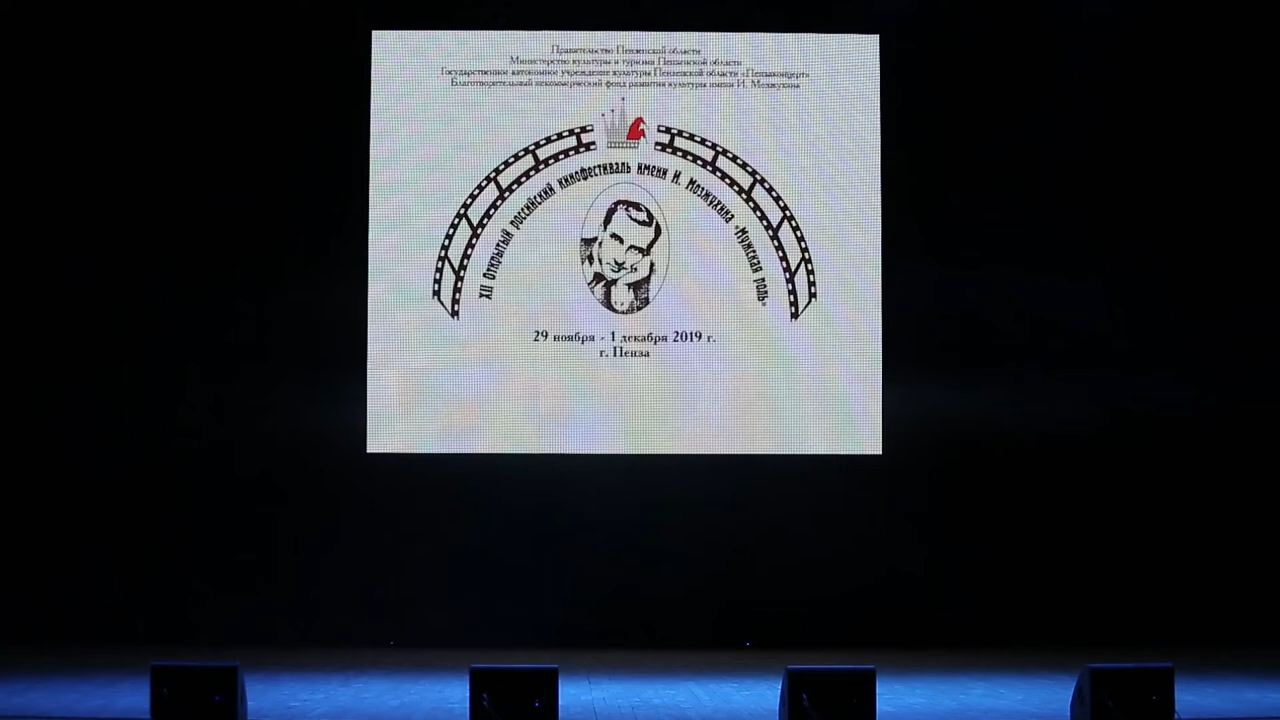 Правительство Пензенской области
Министерство культуры и туризма Пензенской области
Государственное автономное учреждение культуры Пензенской области «Пензаконцерт»
Благотворительный некоммерческий фонд развития культуры имени И. Мозжухина
XII Открытый российский кинофестиваль имени И. Мозжухина «Мужская роль»
29 ноября - 1 декабря 2019 г.
г. Пенза